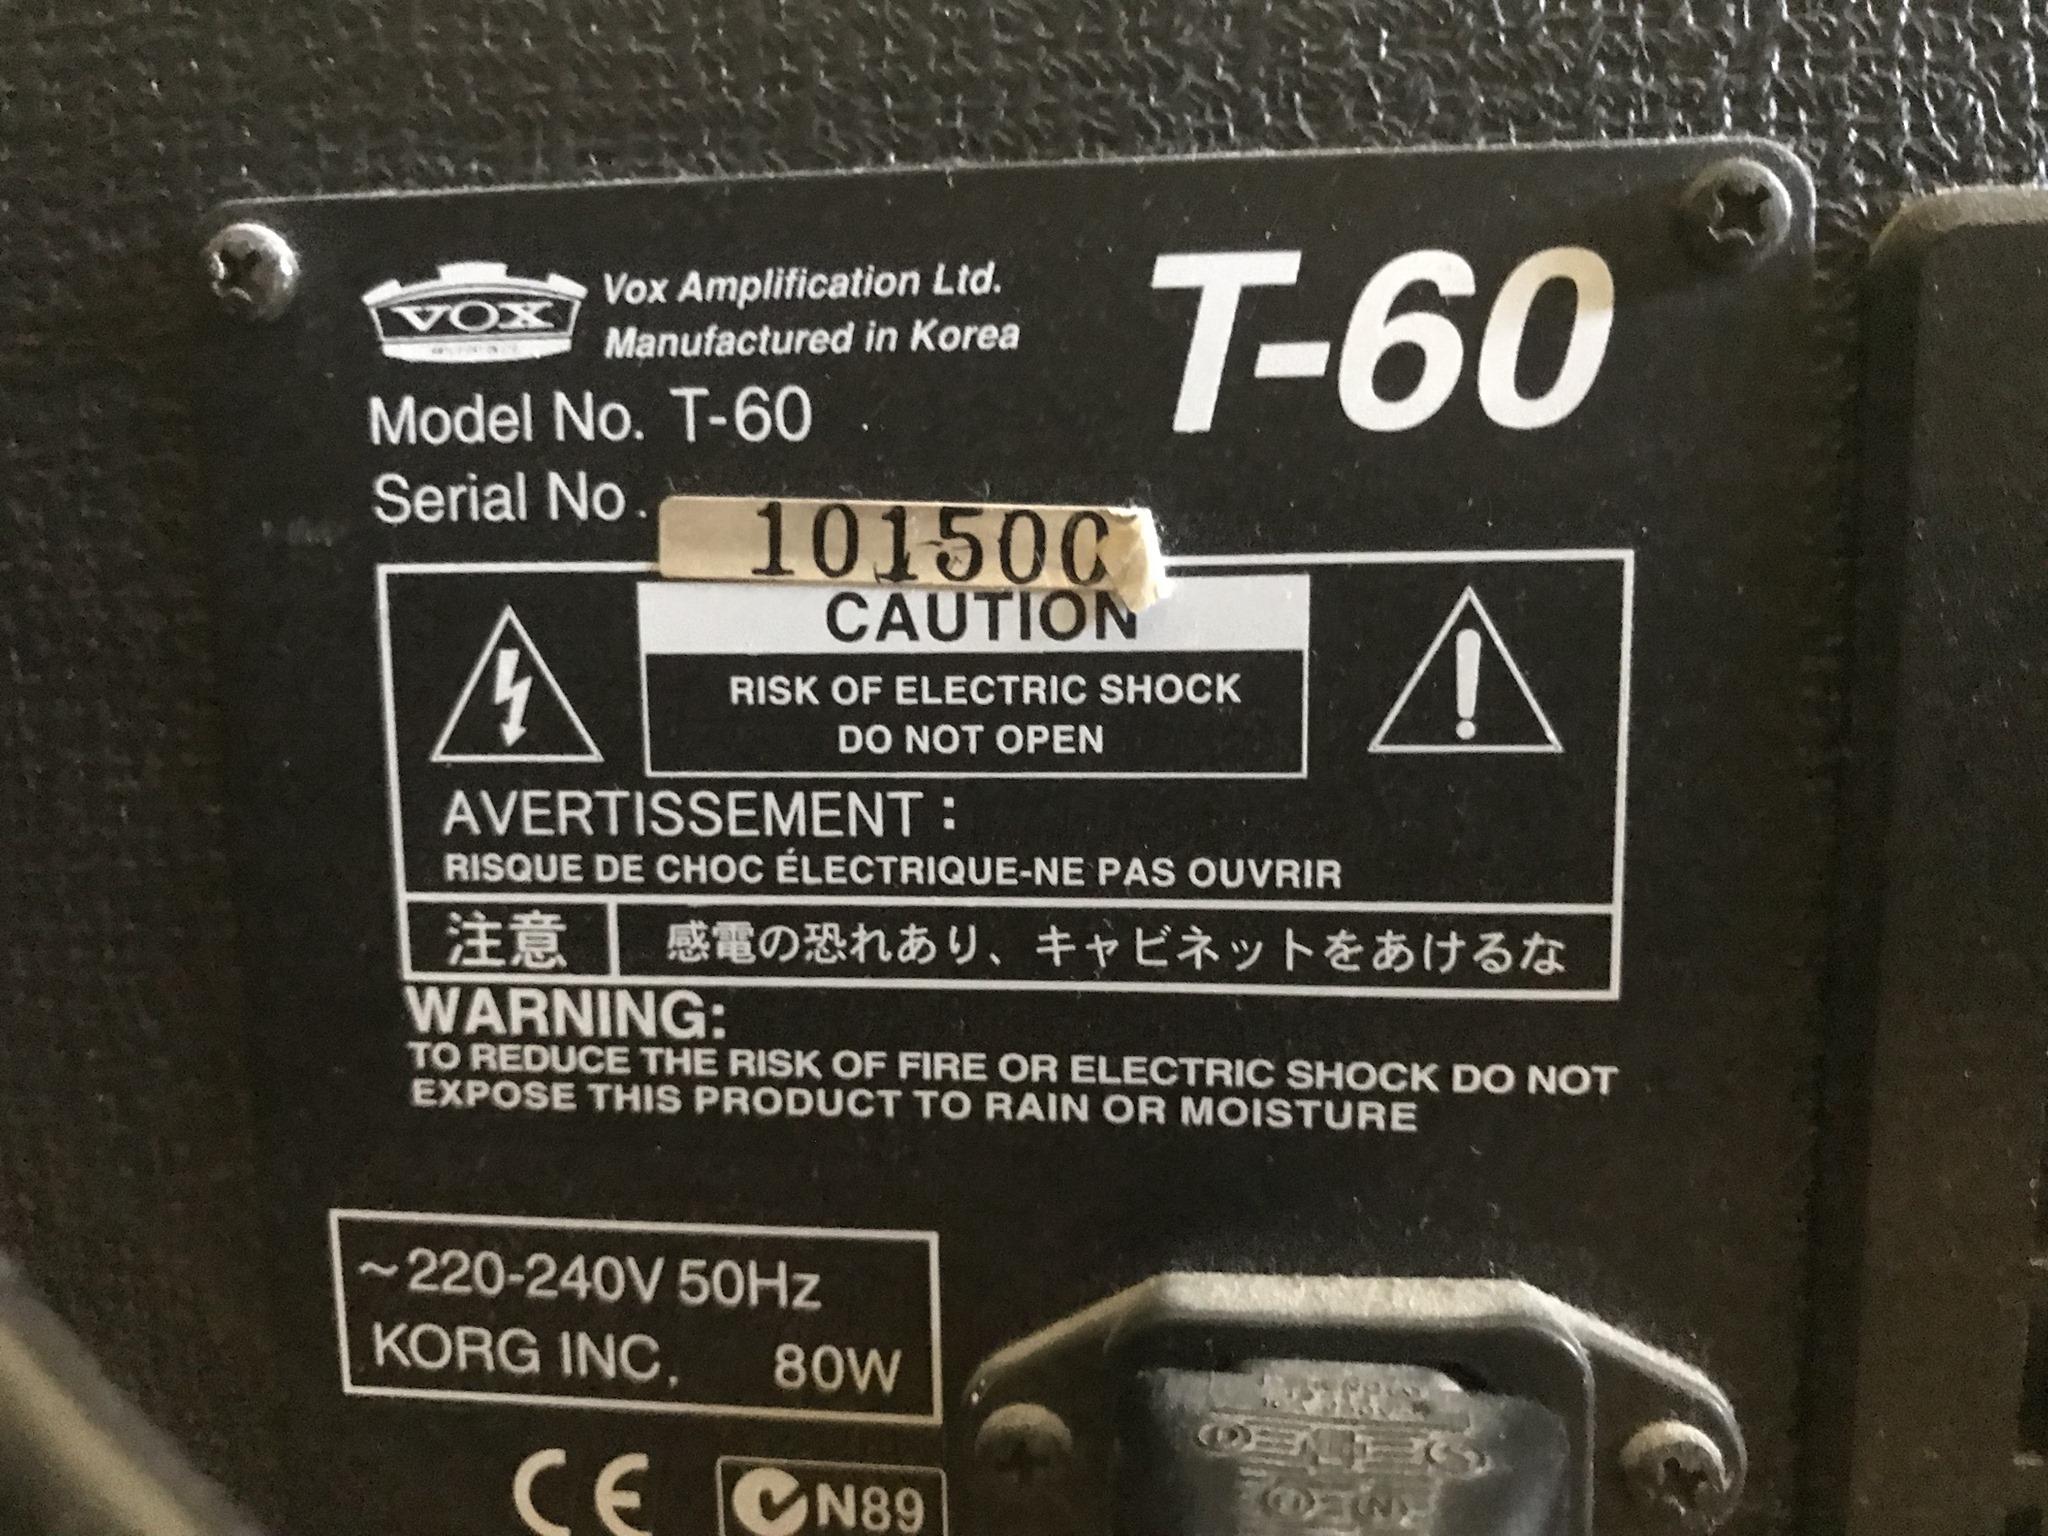 VOX
Vox Amplification Ltd.
Manufactured in Korea
T-60
Model No. T-60
Serial No.
101500
CAUTION
RISK OF ELECTRIC SHOCK
DO NOT OPEN
AVERTISSEMENT :
RISQUE DE CHOC ÉLECTRIQUE-NE PAS OUVRIR
注意
感電の恐れあり、キャビネットをあけるな
WARNING:
TO REDUCE THE RISK OF FIRE OR ELECTRIC SHOCK DO NOT
EXPOSE THIS PRODUCT TO RAIN OR MOISTURE
~220-240V 50Hz
KORG INC. 80W
CE
N89